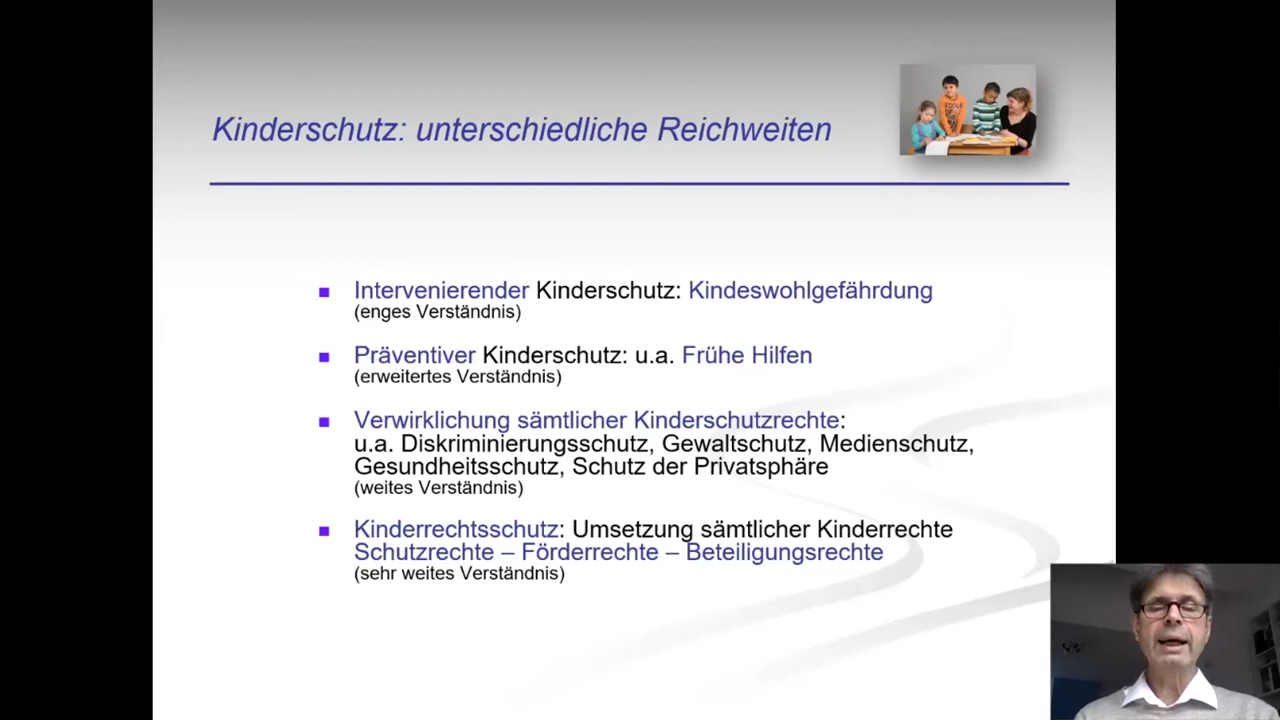 Kinderschutz: unterschiedliche Reichweiten
Intervenierender Kinderschutz: Kindeswohlgefährdung
(enges Verständnis)
Präventiver Kinderschutz: u.a. Frühe Hilfen
(erweitertes Verständnis)
Verwirklichung sämtlicher Kinderschutzrechte:
u.a. Diskriminierungsschutz, Gewaltschutz, Medienschutz,
Gesundheitsschutz, Schutz der Privatsphäre
(weites Verständnis)
Kinderrechtsschutz: Umsetzung sämtlicher Kinderrechte
Schutzrechte – Förderrechte – Beteiligungsrechte
(sehr weites Verständnis)